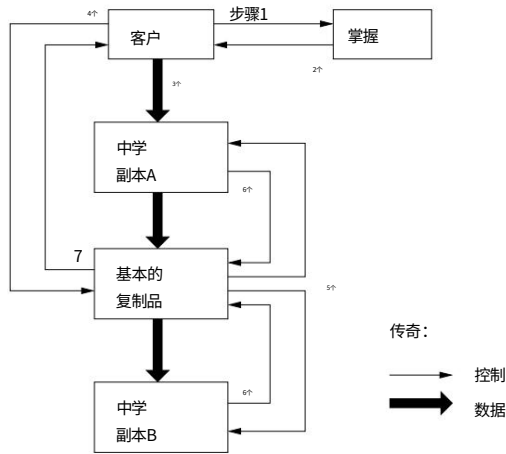 4个
步骤1
客户
掌握
2个
3个
中学
副本A
6个
7
基本的
复制品
5个
传奇：
控制
6个
数据
中学
副本B